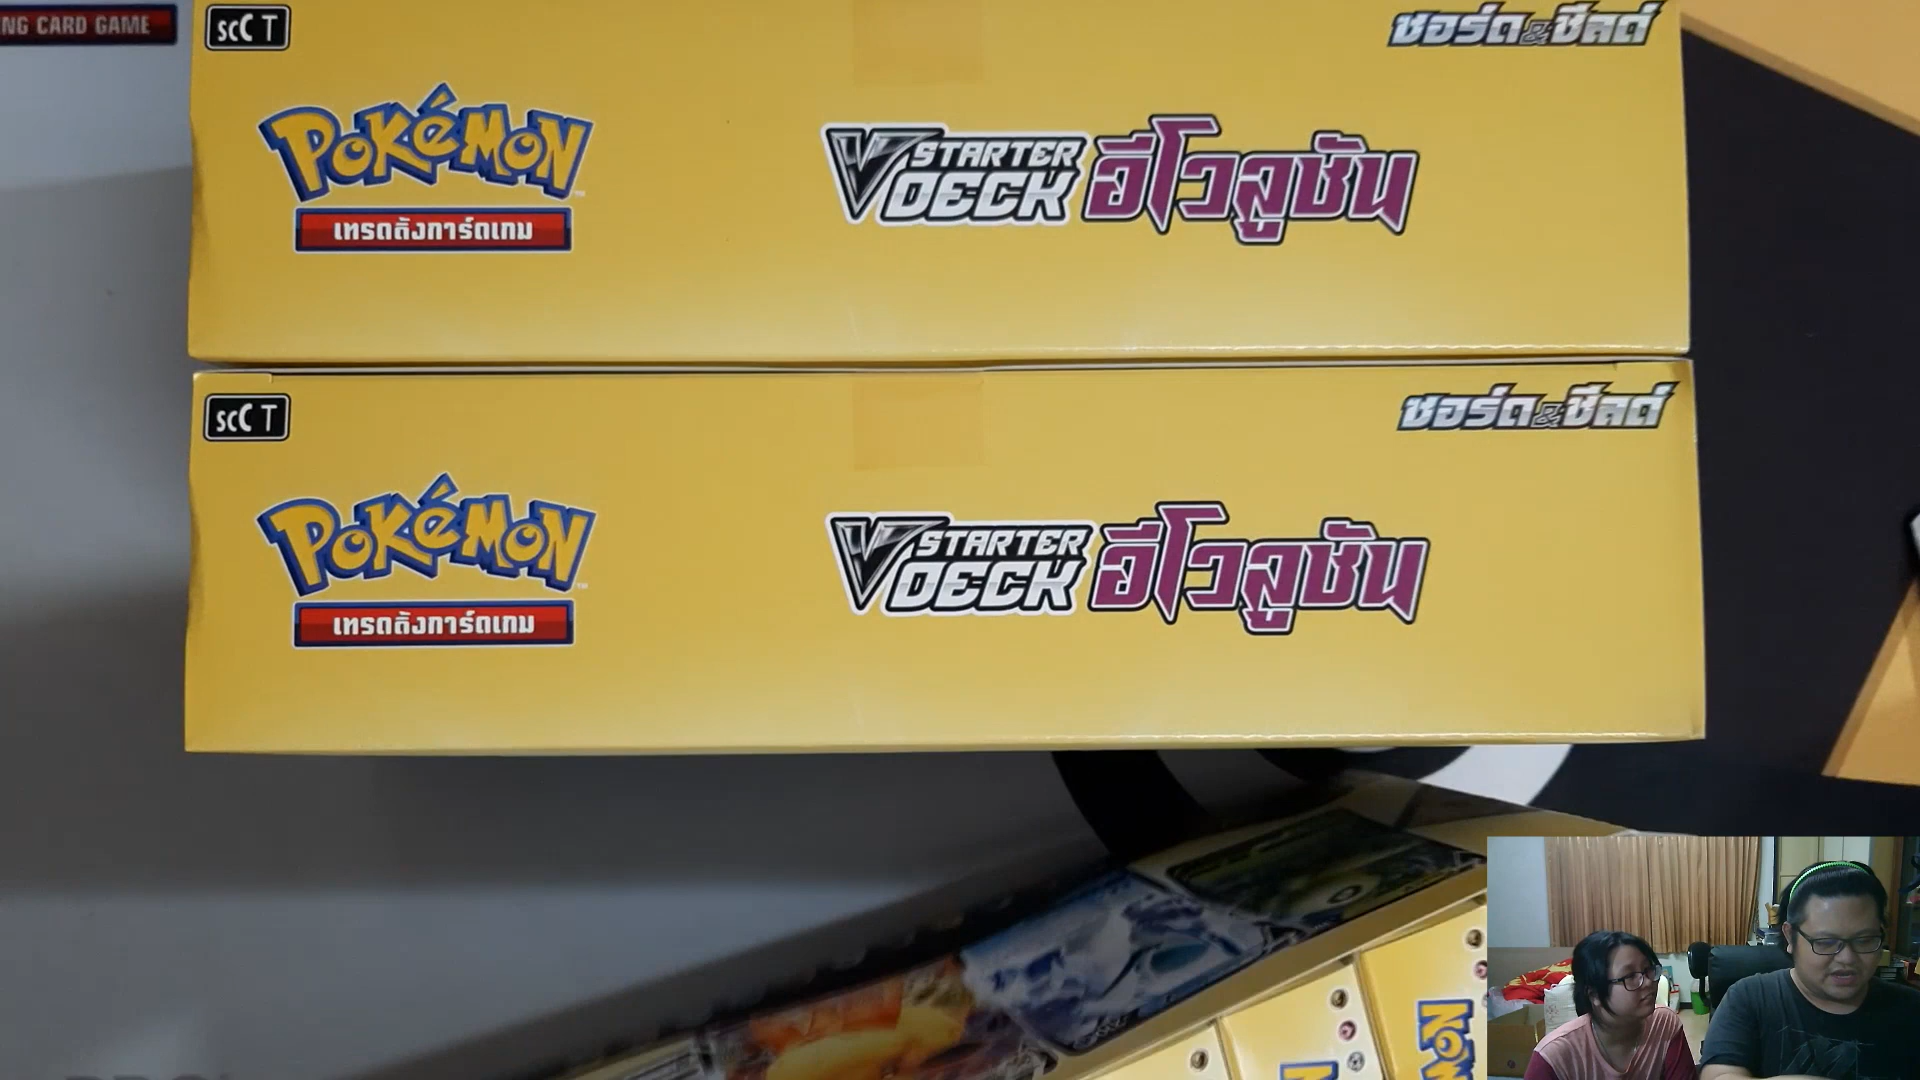 NG CARD GAME
scC T
ซอร์ด&ชีลด์
POKéMON
เทรดดิ้งการ์ดเกม
V STARTER DECK อีโวลูชัน
scC T
ซอร์ด&ชีลด์
POKéMON
เทรดดิ้งการ์ดเกม
V STARTER DECK อีโวลูชัน